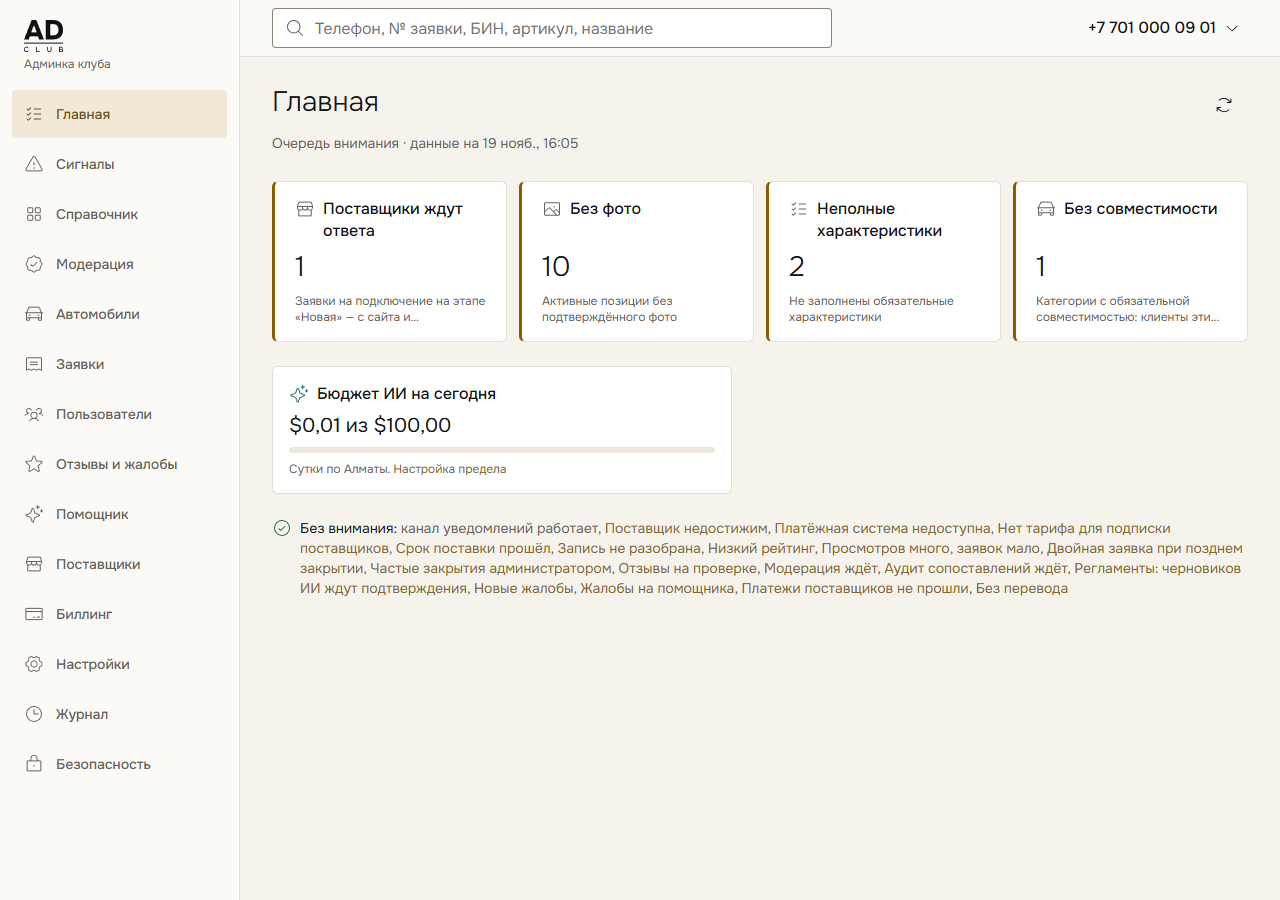 AD
CLUB
Админка клуба
Главная
Сигналы
Справочник
Модерация
Автомобили
Заявки
Пользователи
Отзывы и жалобы
Помощник
Поставщики
Биллинг
Настройки
Журнал
Безопасность
Телефон, № заявки, БИН, артикул, название
+7 701 000 09 01
Главная
Очередь внимания · данные на 19 нояб., 16:05
Поставщики ждут
ответа
1
Заявки на подключение на этапе
«Новая» — с сайта и...
Без фото
10
Активные позиции без
подтверждённого фото
Неполные
характеристики
2
Не заполнены обязательные
характеристики
Без совместимости
1
Категории с обязательной
совместимостью: клиенты эти...
Бюджет ИИ на сегодня
$0,01 из $100,00
Сутки по Алматы. Настройка предела
Без внимания: канал уведомлений работает, Поставщик недостижим, Платёжная система недоступна, Нет тарифа для подписки
поставщиков, Срок поставки прошёл, Запись не разобрана, Низкий рейтинг, Просмотров много, заявок мало, Двойная заявка при позднем
закрытии, Частые закрытия администратором, Отзывы на проверке, Модерация ждёт, Аудит сопоставлений ждёт, Регламенты: черновиков
ИИ ждут подтверждения, Новые жалобы, Жалобы на помощника, Платежи поставщиков не прошли, Без перевода